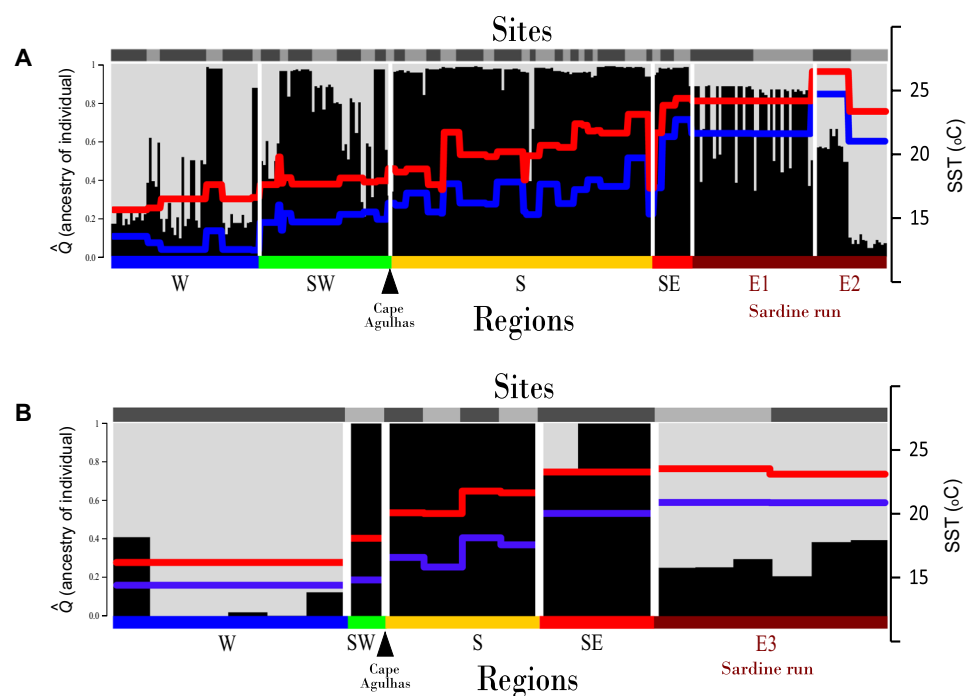 Sites
A
1
0.8
0.6
0.4
0.2
0.0
Q̂ (ancestry of individual)
25
20
15
SST (oC)
W SW S SE E1 E2
Cape
Agulhas
Regions
Sardine run
Sites
B
1
0.8
0.6
0.4
0.2
0.0
Q̂ (ancestry of individual)
25
20
15
SST (oC)
W SW S SE E3
Cape
Agulhas
Regions
Sardine run